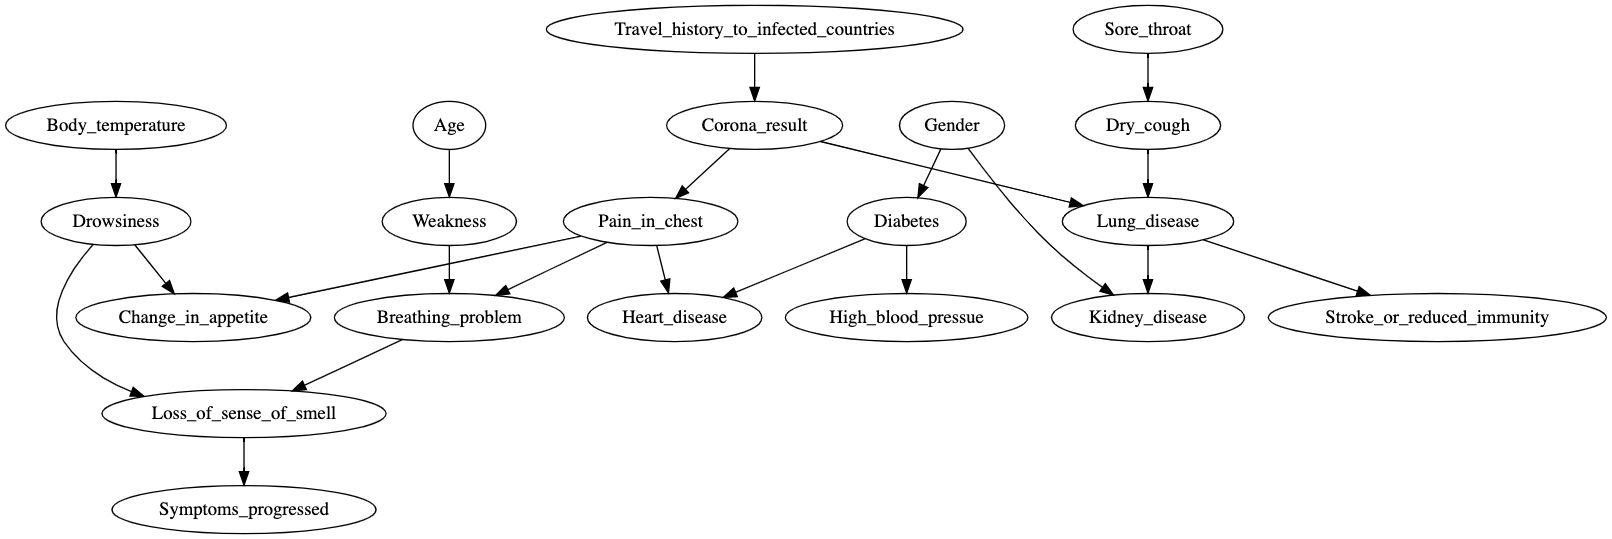 Travel_history_to_infected_countries
Sore_throat
Body_temperature
Age
Corona_result
Gender
Dry_cough
Drowsiness
Weakness
Pain_in_chest
Diabetes
Lung_disease
Change_in_appetite
Breathing_problem
Heart_disease
High_blood_pressue
Kidney_disease
Stroke_or_reduced_immunity
Loss_of_sense_of_smell
Symptoms_progressed